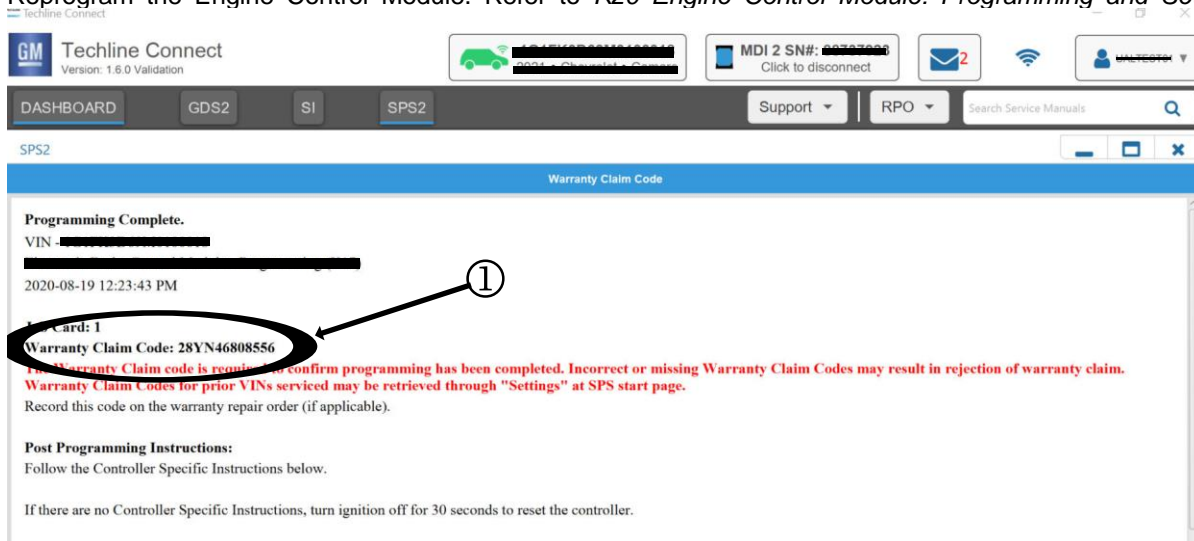 Reprogram the Engine Control Module. Refer to K20 Engine Control Module: Programming and Se
Techline Connect
GM Techline Connect
Version: 1.6.0 Validation
2021 • Chevrolet • Camaro
MDI 2 SN#:
Click to disconnect
2
DASHBOARD GDS2 SI SPS2 Support RPO Search Service Manuals
SPS2
Warranty Claim Code
Programming Complete.
VIN -
2020-08-19 12:23:43 PM
1
Card: 1
Warranty Claim Code: 28YN46808556
The Warranty Claim code is required to confirm programming has been completed. Incorrect or missing Warranty Claim Codes may result in rejection of warranty claim.
Warranty Claim Codes for prior VINs serviced may be retrieved through "Settings" at SPS start page.
Record this code on the warranty repair order (if applicable).
Post Programming Instructions:
Follow the Controller Specific Instructions below.
If there are no Controller Specific Instructions, turn ignition off for 30 seconds to reset the controller.